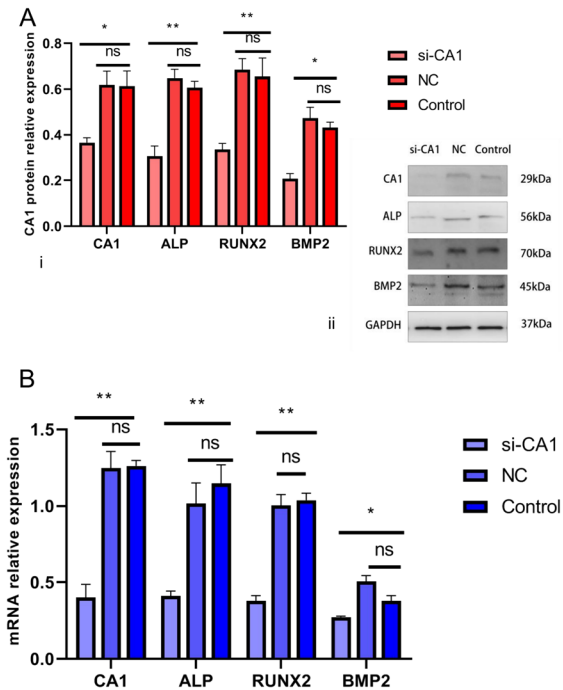 A
CA1 protein relative expression
0.8
0.6
0.4
0.2
0.0
*
ns
**
ns
**
ns
*
ns
CA1 ALP RUNX2 BMP2
i
si-CA1
NC
Control
si-CA1 NC Control
CA1 29kDa
ALP 56kDa
RUNX2 70kDa
BMP2 45kDa
GAPDH 37kDa
ii
B
mRNA relative expression
1.5
1.0
0.5
0.0
**
ns
**
ns
**
ns
*
ns
CA1 ALP RUNX2 BMP2
si-CA1
NC
Control